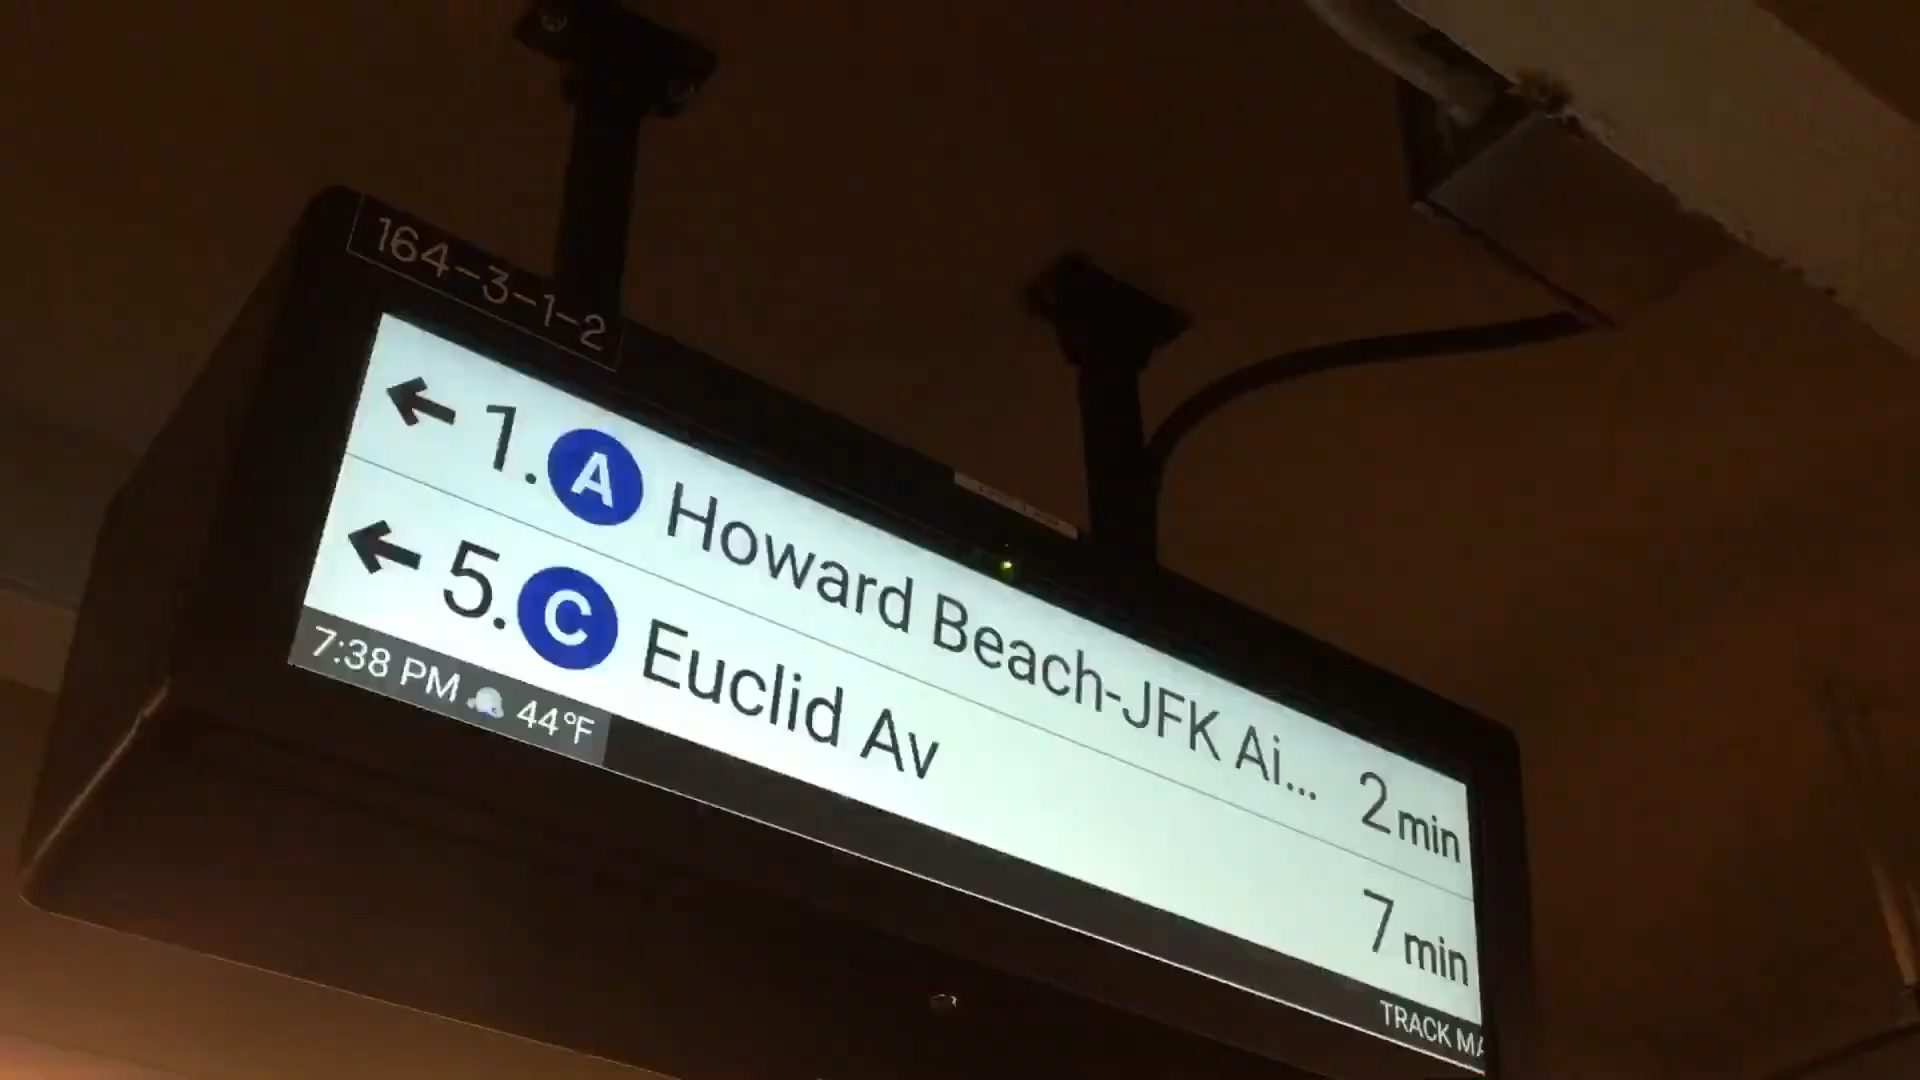 164-3-1-2
← 1. A Howard Beach-JFK Ai... 2 min
← 5. C Euclid Av 7 min
7:38 PM 44°F
TRACK MA